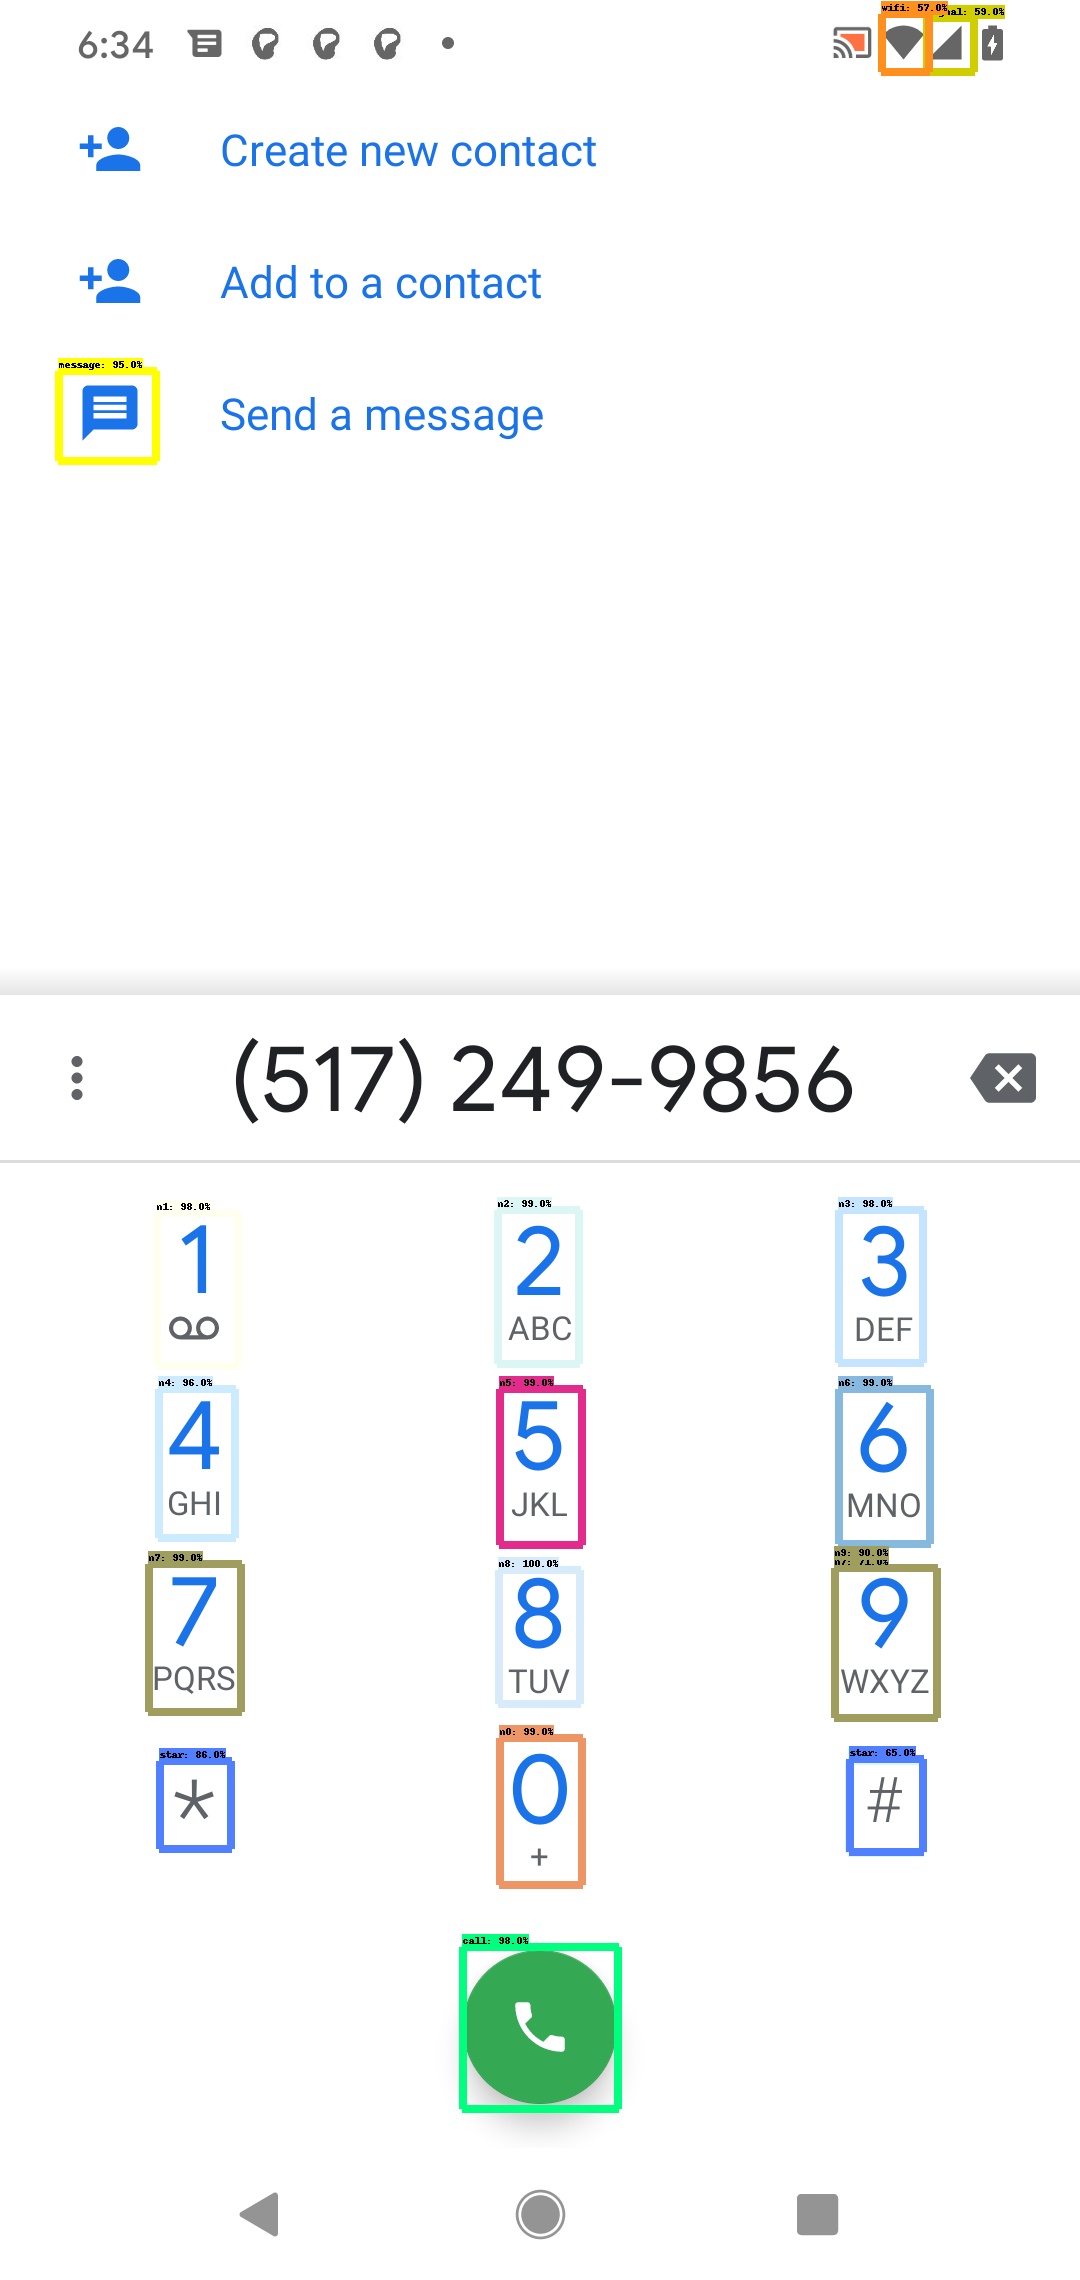 wifi: 57.0% nal: 59.0%
6:34
Create new contact
Add to a contact
message: 95.0%
Send a message
(517) 249-9856
n1: 98.0% n2: 99.0% n3: 98.0%
1 2 3
ABC DEF
n4: 96.0% n5: 99.0% n6: 99.0%
4 5 6
GHI JKL MNO
n7: 99.0% n8: 100.0% n9: 90.0%
n7: 71.0%
7 8 9
PQRS TUV WXYZ
star: 86.0% n0: 99.0% star: 65.0%
* 0 #
+
call: 98.0%